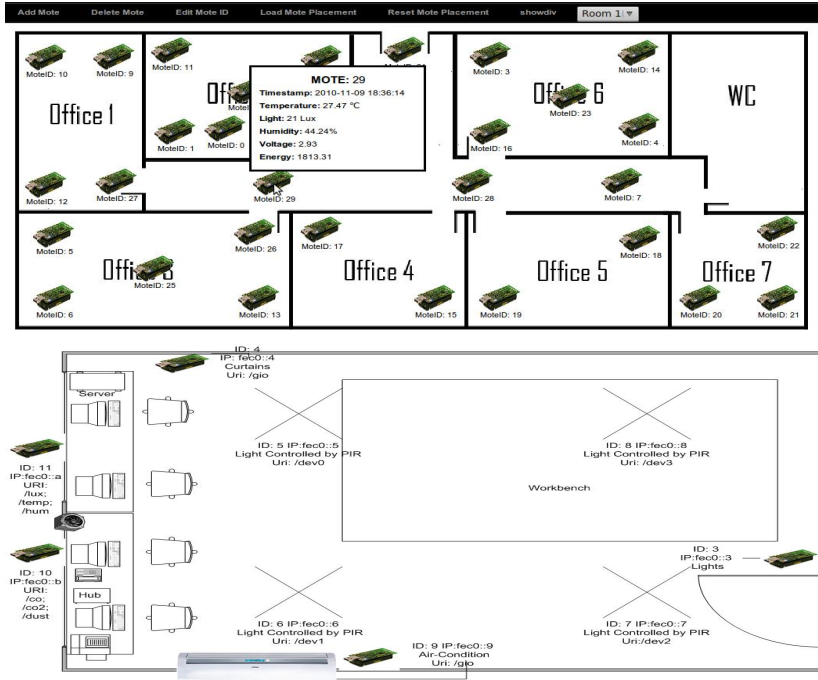 Add Mote Delete Mote Edit Mote ID Load Mote Placement Reset Mote Placement showdiv Room 1
MoteID: 10
MoteID: 9
MoteID: 11
MoteID: 3
MoteID: 14
Office 1
Office 6
MoteID: 23
WC
MOTE: 29
Timestamp: 2010-11-09 18:36:14
Temperature: 27.47 °C
Light: 21 Lux
Humidity: 44.24%
Voltage: 2.93
Energy: 1813.31
MoteID: 1
MoteID: 0
MoteID: 16
MoteID: 4
MoteID: 12
MoteID: 27
MoteID: 29
MoteID: 28
MoteID: 7
MoteID: 5
MoteID: 26
MoteID: 17
MoteID: 18
MoteID: 22
MoteID: 25
Office 4
Office 5
Office 7
MoteID: 6
MoteID: 13
MoteID: 15
MoteID: 19
MoteID: 20
MoteID: 21
ID: 4
IP: fec0::4
Curtains
Uri: /gio
Server
ID: 5 IP:fec0::5
Light Controlled by PIR
Uri: /dev0
ID: 8 IP:fec0::8
Light Controlled by PIR
Uri: /dev3
ID: 11
IP:fec0::a
URI:
/lux;
/temp;
/hum
Workbench
ID: 10
IP:fec0::b
URI:
/co;
/co2;
/dust
Hub
ID: 3
IP:fec0::3
Lights
ID: 6 IP:fec0::6
Light Controlled by PIR
Uri: /dev1
ID: 7 IP:fec0::7
Light Controlled by PIR
Uri:/dev2
ID: 9 IP:fec0::9
Air-Condition
Uri: /gio